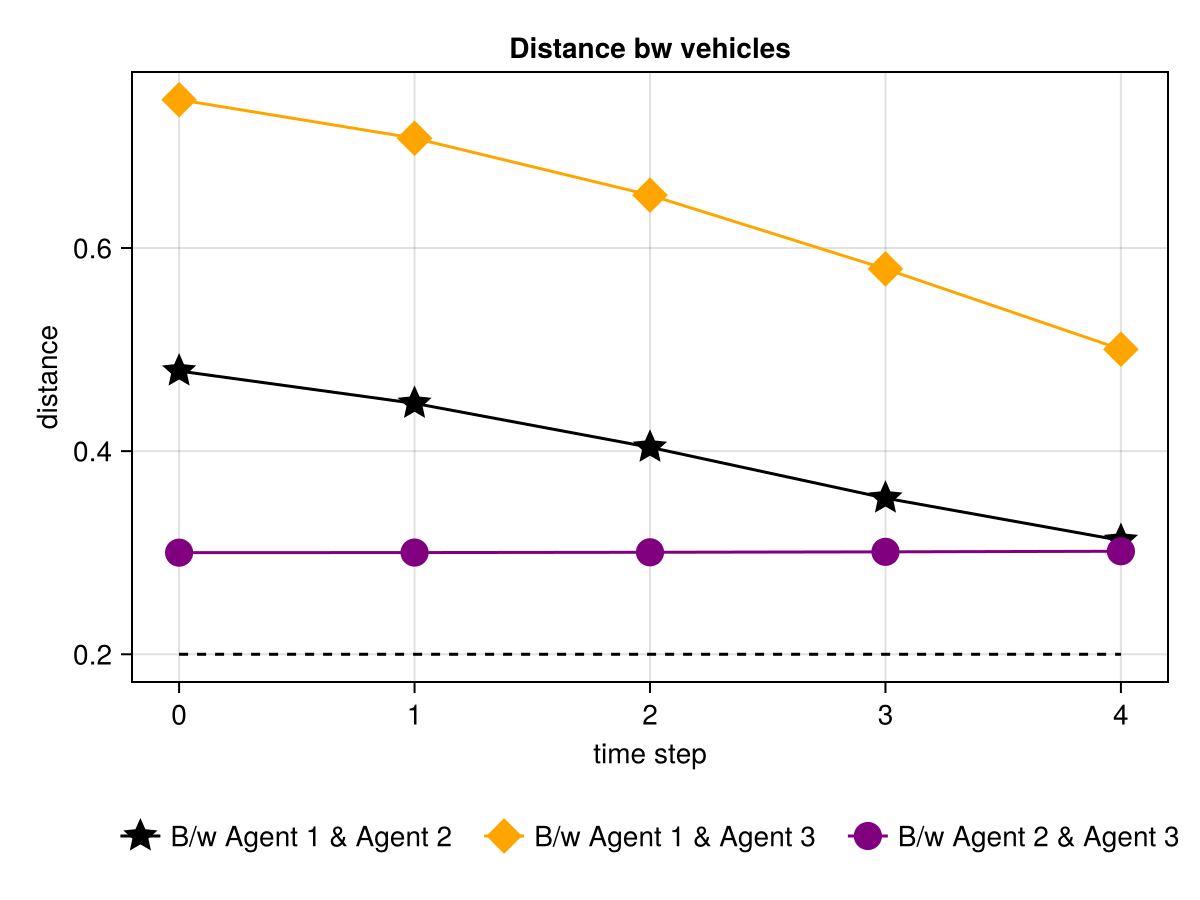 Distance bw vehicles
distance
0.6
0.4
0.2
0 1 2 3 4
time step
B/w Agent 1 & Agent 2 B/w Agent 1 & Agent 3 B/w Agent 2 & Agent 3